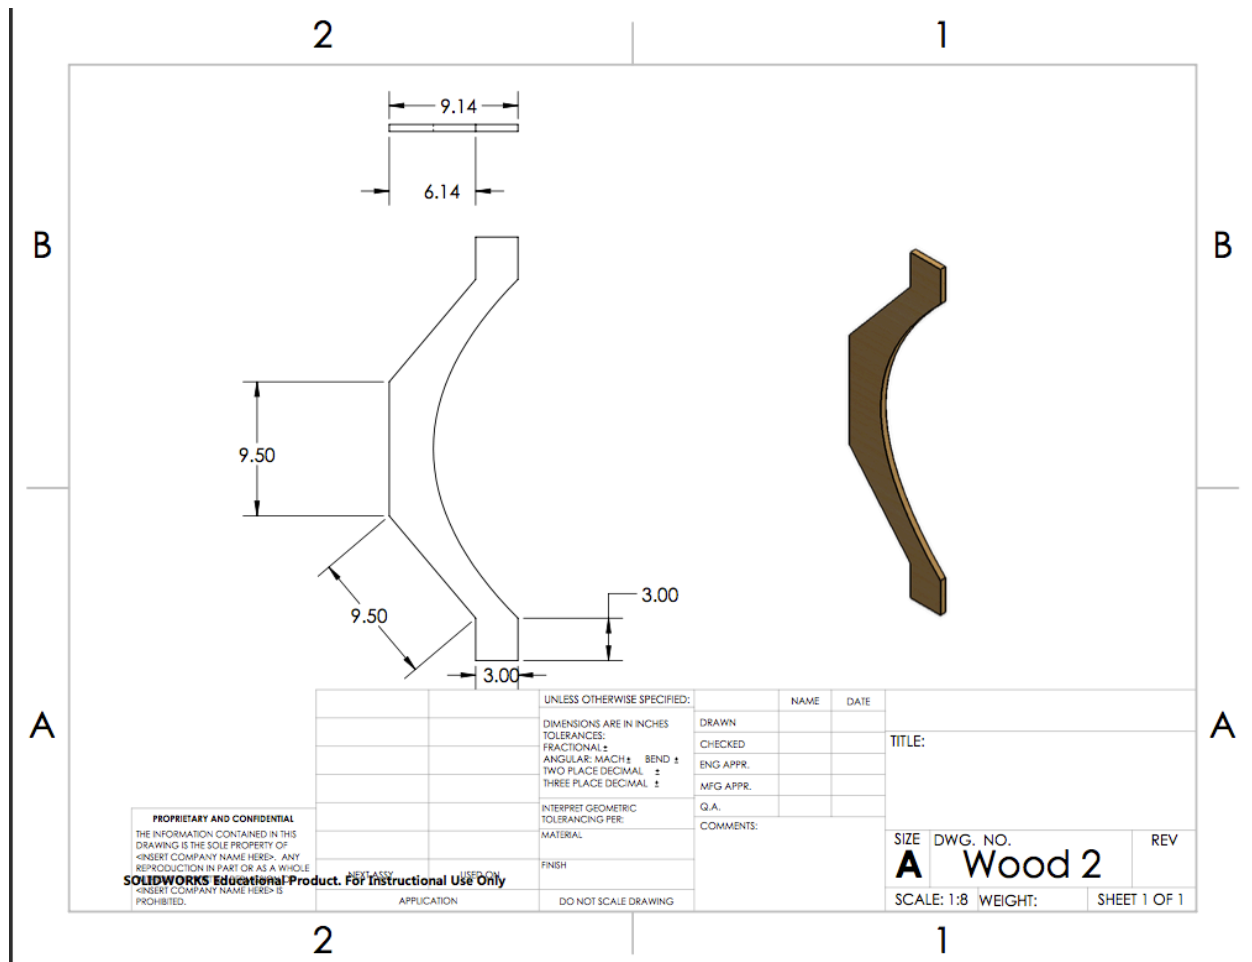 2
1
9.14
6.14
B
B
9.50
9.50
3.00
3.00
A
A
UNLESS OTHERWISE SPECIFIED:
DIMENSIONS ARE IN INCHES
TOLERANCES:
FRACTIONAL ±
ANGULAR: MACH ± BEND ±
TWO PLACE DECIMAL ±
THREE PLACE DECIMAL ±
INTERPRET GEOMETRIC
TOLERANCING PER:
MATERIAL
FINISH
DO NOT SCALE DRAWING
NAME
DATE
DRAWN
CHECKED
ENG APPR.
MFG APPR.
Q.A.
COMMENTS:
TITLE:
SIZE
A
DWG. NO.
Wood 2
REV
SCALE: 1:8
WEIGHT:
SHEET 1 OF 1
PROPRIETARY AND CONFIDENTIAL
THE INFORMATION CONTAINED IN THIS
DRAWING IS THE SOLE PROPERTY OF
<INSERT COMPANY NAME HERE>. ANY
REPRODUCTION IN PART OR AS A WHOLE
<INSERT COMPANY NAME HERE> IS
PROHIBITED.
NEXT ASSY
USED ON
SOLIDWORKS Educational Product. For Instructional Use Only
APPLICATION
2
1